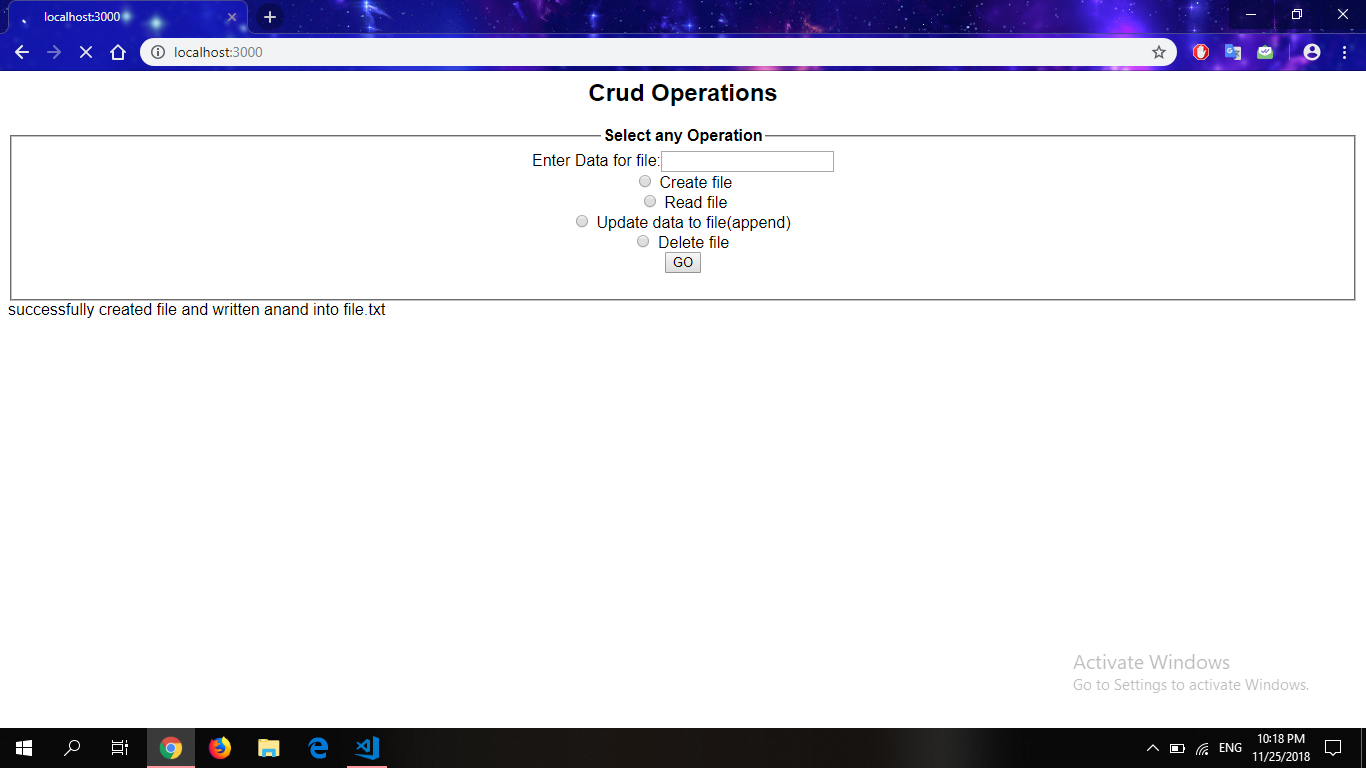 localhost:3000
localhost:3000
Crud Operations
Select any Operation
Enter Data for file:
Create file
Read file
Update data to file(append)
Delete file
GO
successfully created file and written anand into file.txt
Activate Windows
Go to Settings to activate Windows.
ENG
10:18 PM
11/25/2018